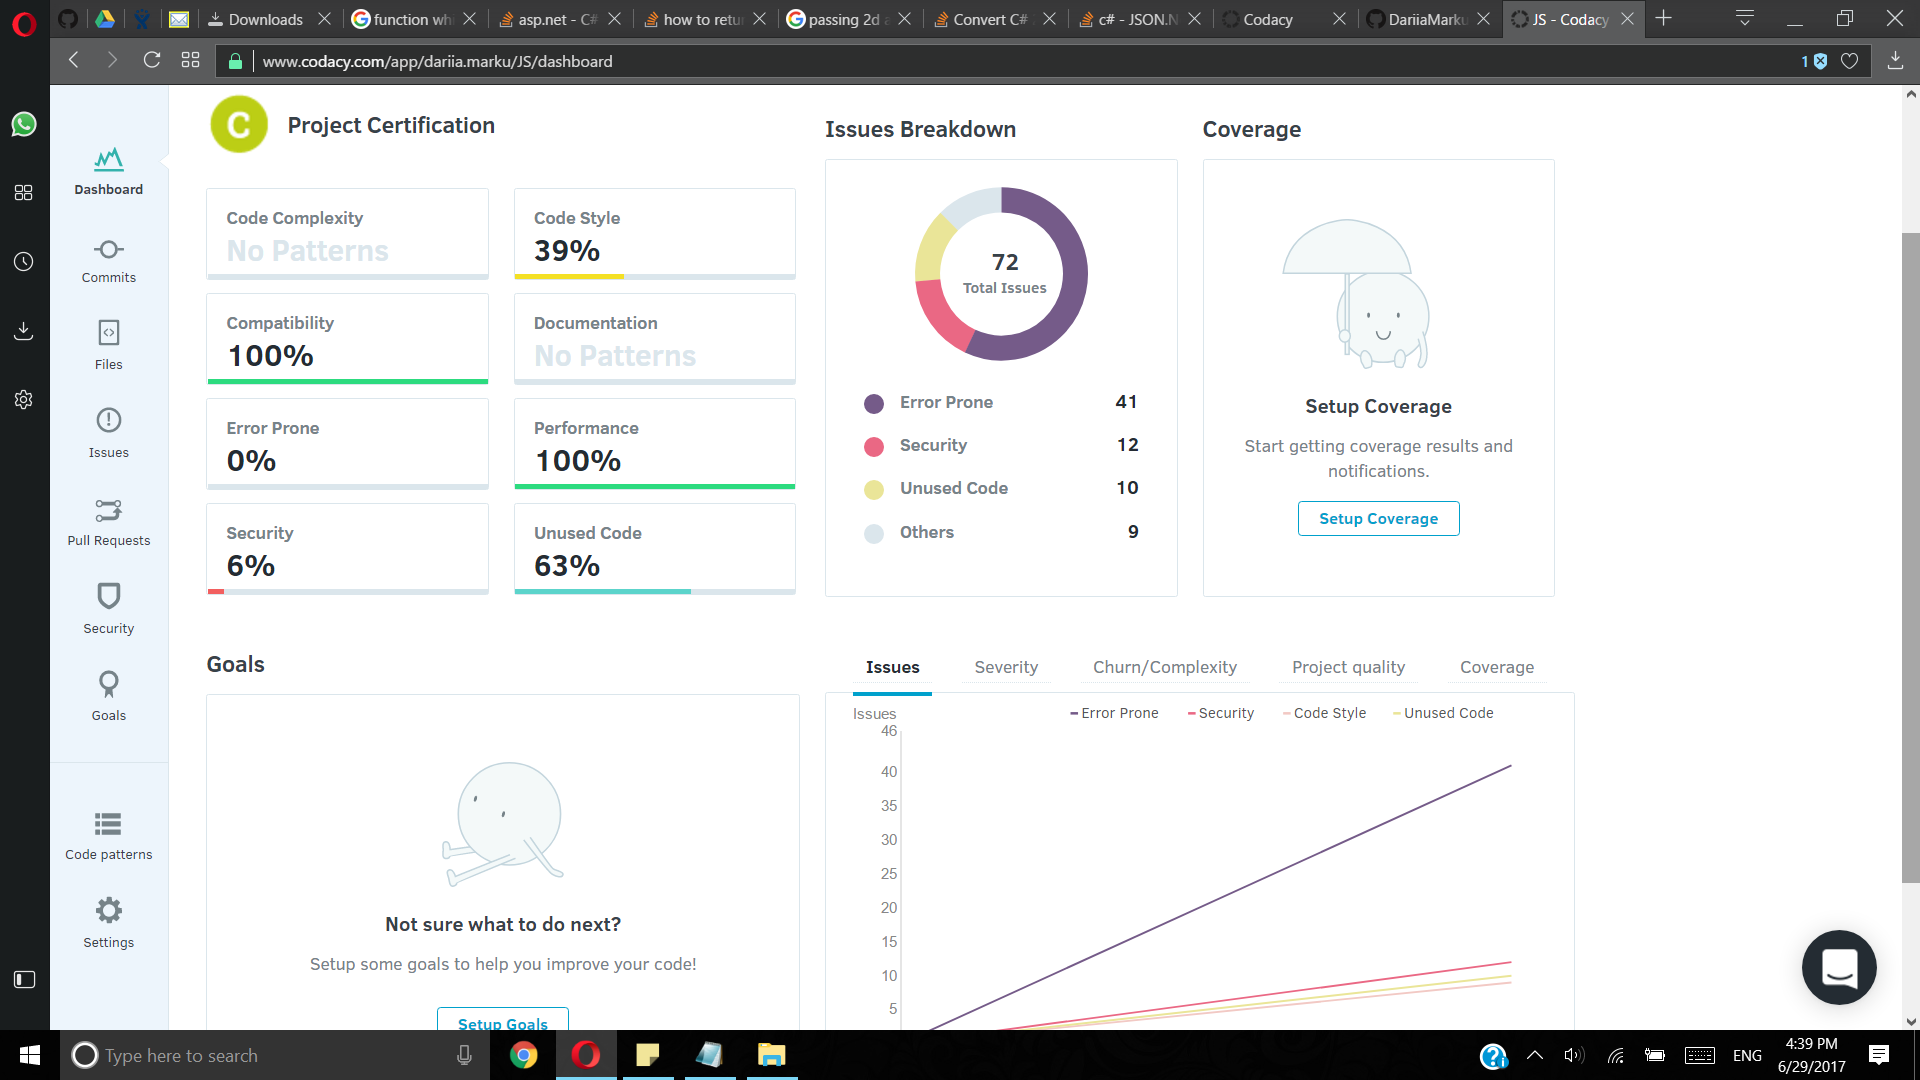 Downloads
function wh
asp.net - C#
how to retu
passing 2d a
Convert C#
c# - JSON.N
Codacy
DariiaMarku
JS - Codacy
www.codacy.com/app/dariia.marku/JS/dashboard
1
Dashboard
Commits
Files
Issues
Pull Requests
Security
Goals
Code patterns
Settings
C
Project Certification
Code Complexity
No Patterns
Code Style
39%
Compatibility
100%
Documentation
No Patterns
Error Prone
0%
Performance
100%
Security
6%
Unused Code
63%
Issues Breakdown
72
Total Issues
Error Prone 41
Security 12
Unused Code 10
Others 9
Coverage
Setup Coverage
Start getting coverage results and
notifications.
Setup Coverage
Goals
Not sure what to do next?
Setup some goals to help you improve your code!
Setup Goals
Issues Severity Churn/Complexity Project quality Coverage
Issues
Error Prone Security Code Style Unused Code
46
40
35
30
25
20
15
10
5
Type here to search
ENG
4:39 PM
6/29/2017